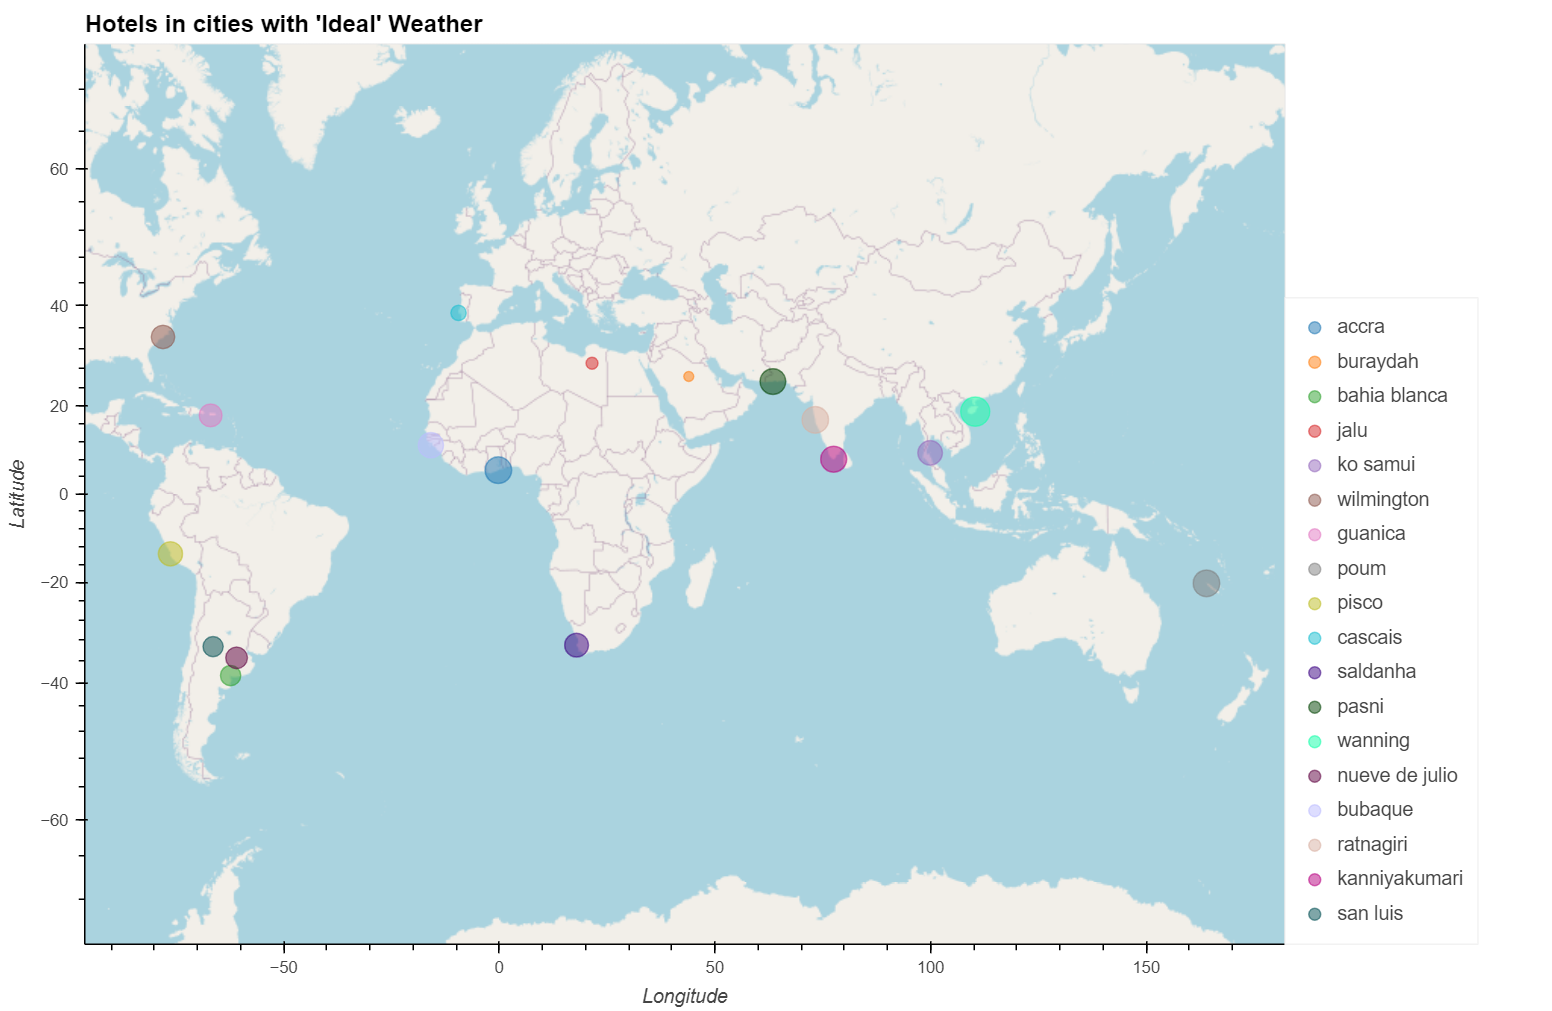 Hotels in cities with 'Ideal' Weather
Latitude
60
40
20
0
−20
−40
−60
−50
0
50
100
150
Longitude
accra
buraydah
bahia blanca
jalu
ko samui
wilmington
guanica
poum
pisco
cascais
saldanha
pasni
wanning
nueve de julio
bubaque
ratnagiri
kanniyakumari
san luis